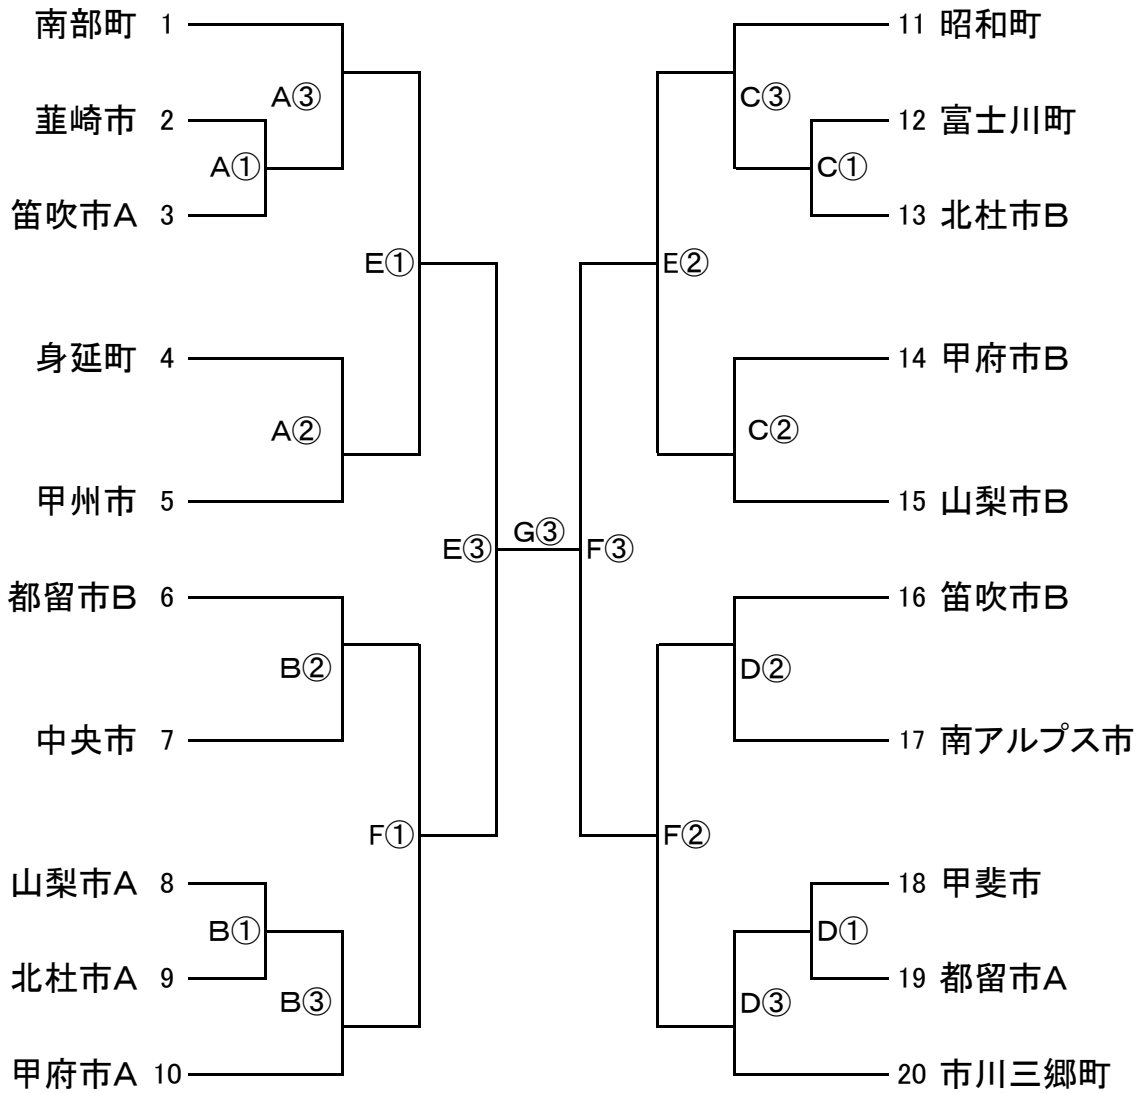 南部町 1
A③
韮崎市 2
A①
笛吹市A 3
E①
身延町 4
A②
甲州市 5
E③
都留市B 6
B②
中央市 7
F①
山梨市A 8
B①
北杜市A 9
B③
甲府市A 10
G③
11 昭和町
C③
12 富士川町
C①
13 北杜市B
E②
14 甲府市B
C②
15 山梨市B
F③
16 笛吹市B
D②
17 南アルプス市
F②
18 甲斐市
D①
19 都留市A
D③
20 市川三郷町